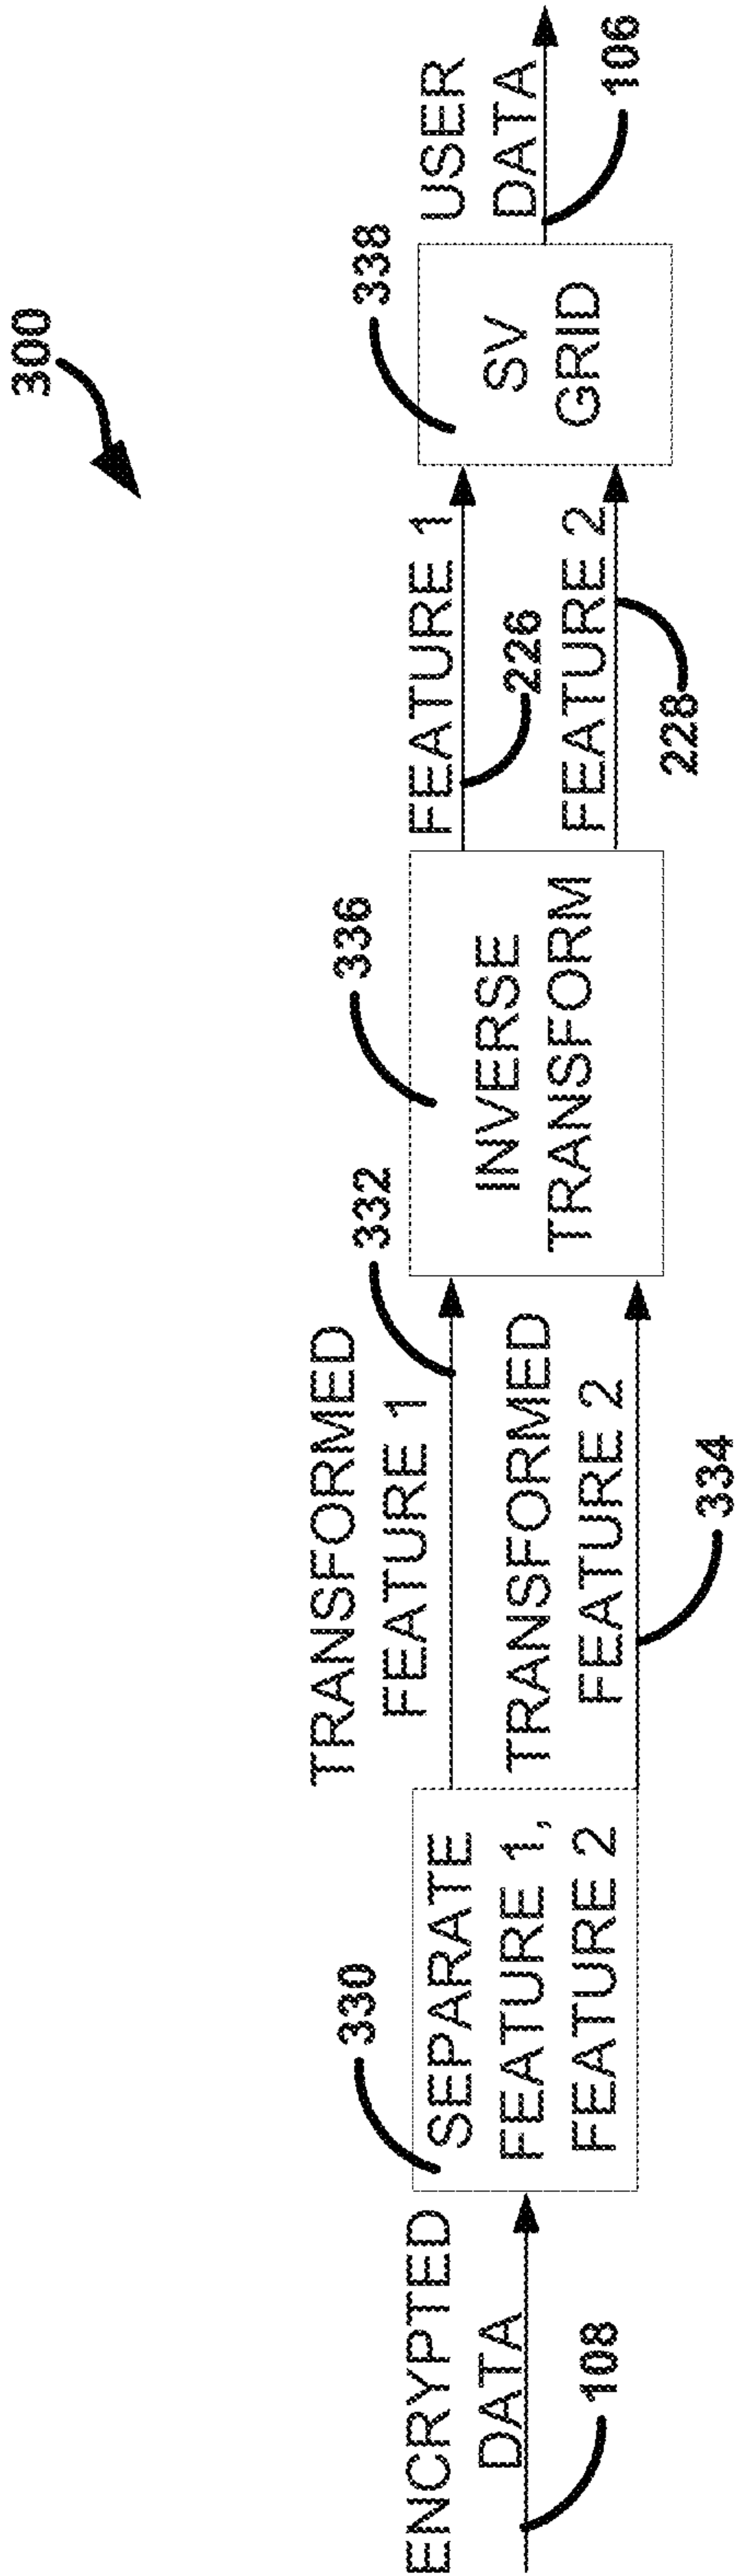 300
ENCRYPTED
DATA
108
330
SEPARATE
FEATURE 1,
FEATURE 2
TRANSFORMED
FEATURE 1
332
TRANSFORMED
FEATURE 2
334
336
INVERSE
TRANSFORM
FEATURE 1
226
FEATURE 2
228
338
SV
GRID
USER
DATA
106